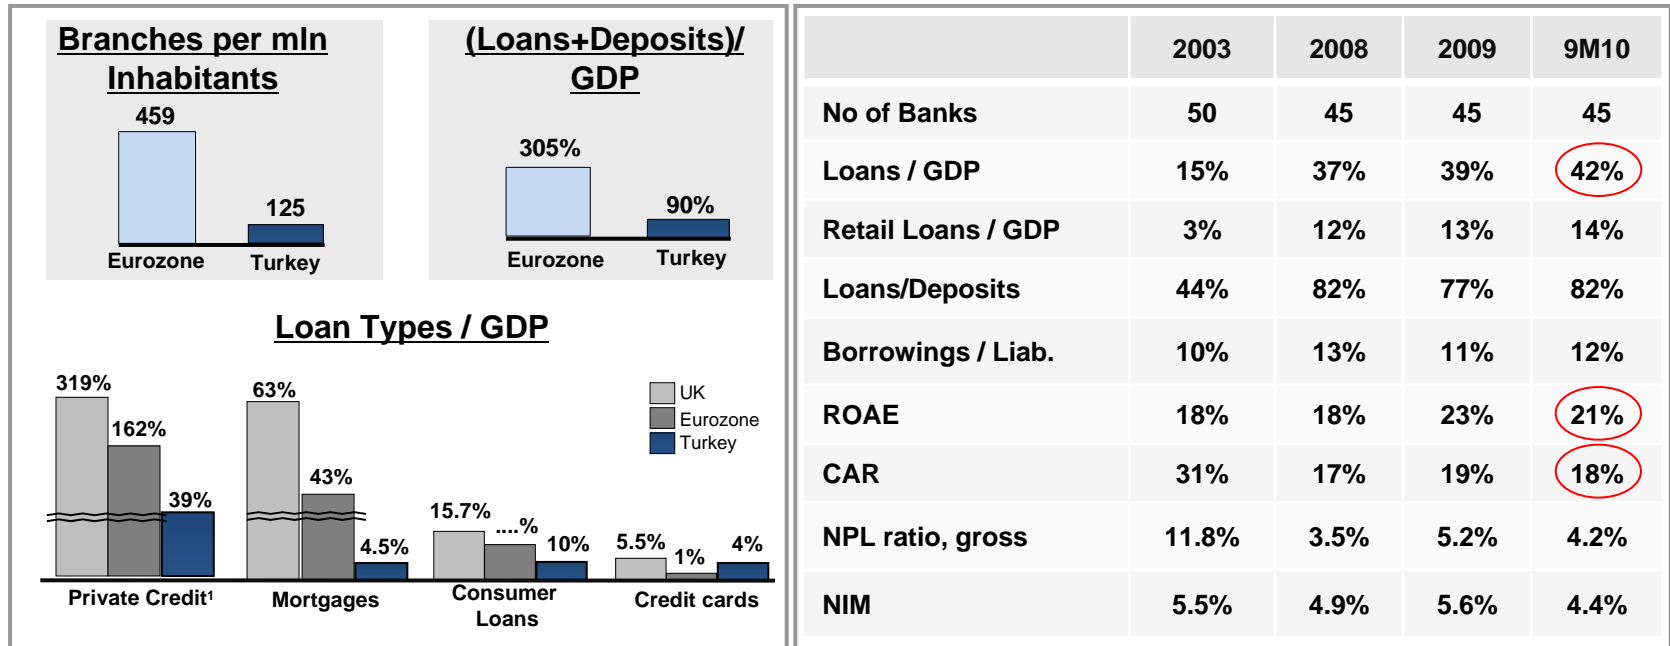 Branches per mln
Inhabitants
459
125
Eurozone
Turkey
(Loans+Deposits)/
GDP
305%
90%
Eurozone
Turkey
Loan Types / GDP
UK
Eurozone
Turkey
319%
162%
39%
Private Credit¹
63%
43%
4.5%
Mortgages
15.7%
....%
10%
Consumer
Loans
5.5%
1%
4%
Credit cards
2003 2008 2009 9M10
No of Banks 50 45 45 45
Loans / GDP 15% 37% 39% 42%
Retail Loans / GDP 3% 12% 13% 14%
Loans/Deposits 44% 82% 77% 82%
Borrowings / Liab. 10% 13% 11% 12%
ROAE 18% 18% 23% 21%
CAR 31% 17% 19% 18%
NPL ratio, gross 11.8% 3.5% 5.2% 4.2%
NIM 5.5% 4.9% 5.6% 4.4%